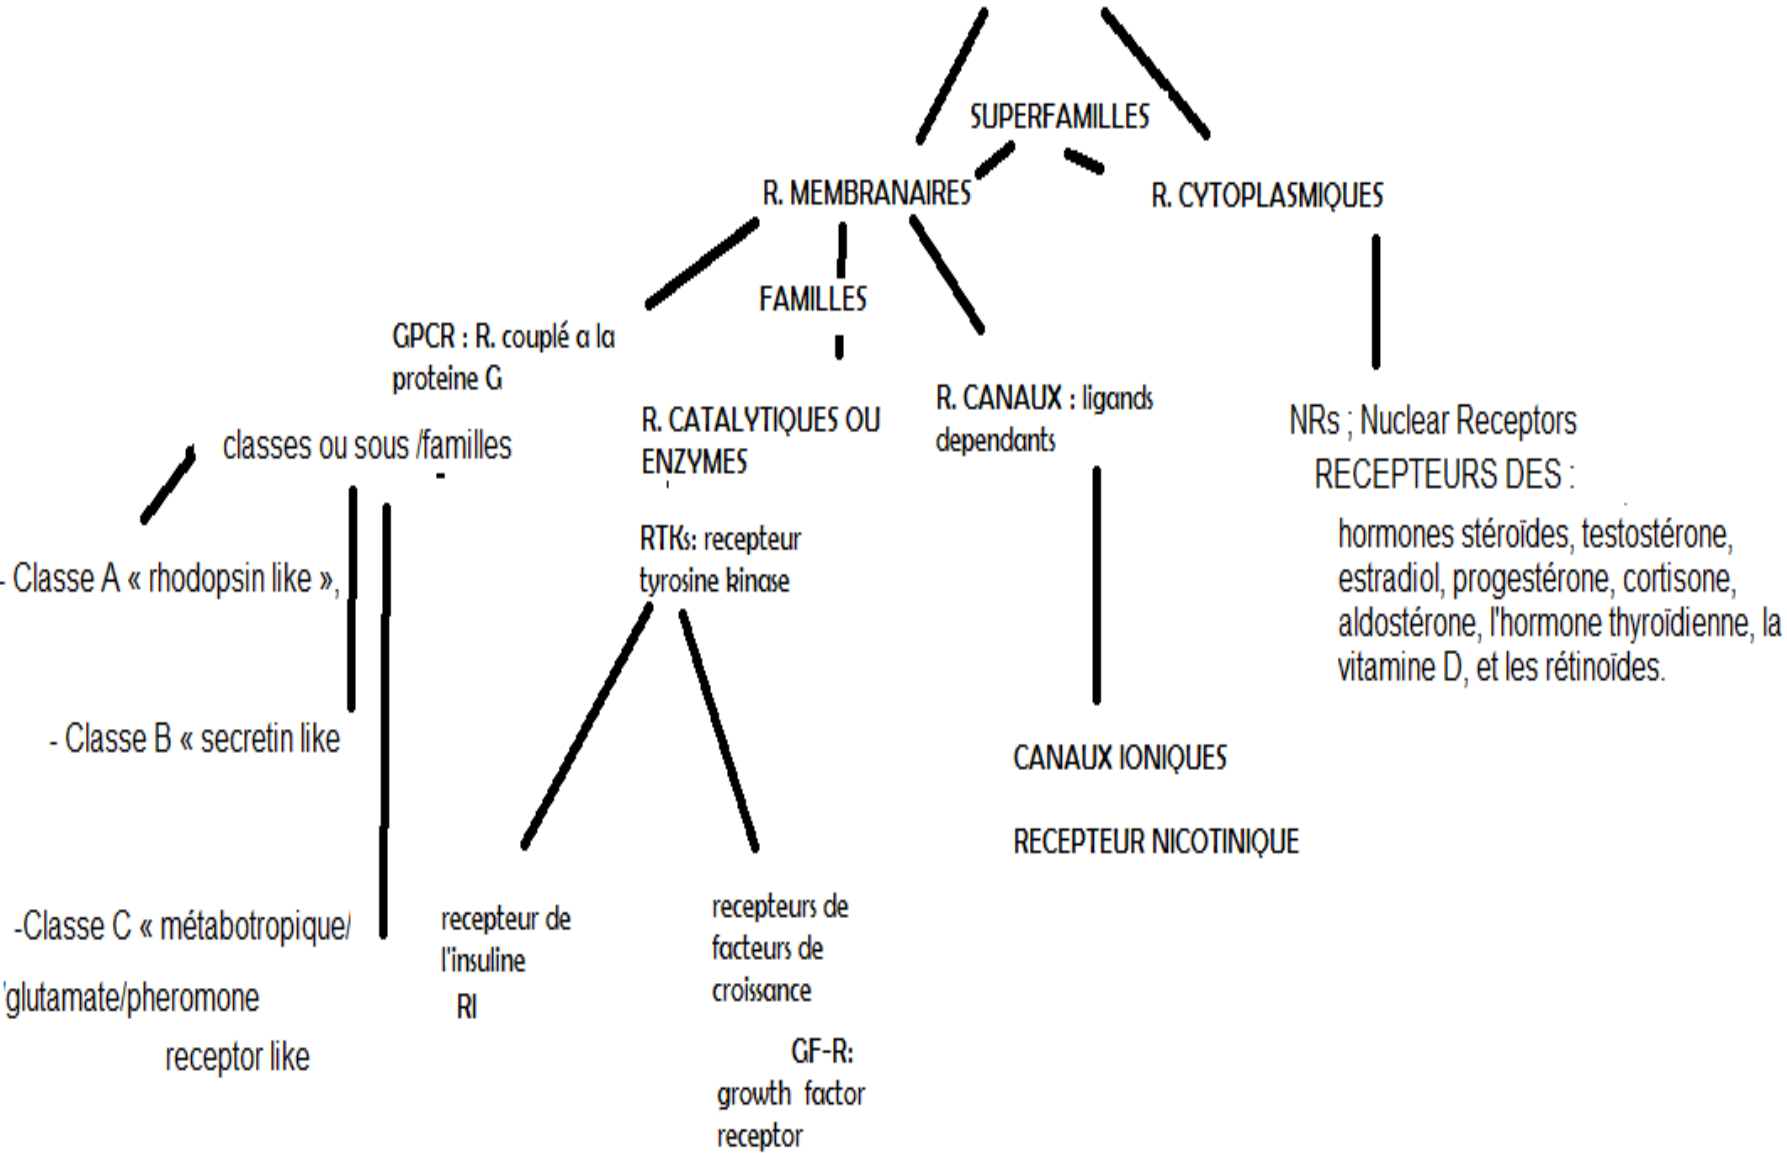 SUPERFAMILLES
R. MEMBRANAIRES
R. CYTOPLASMIQUES
FAMILLES
GPCR : R. couplé a la
proteine G
classes ou sous /familles
- Classe A « rhodopsin like »,
- Classe B « secretin like
-Classe C « métabotropique/
'glutamate/pheromone
receptor like
R. CATALYTIQUES OU
ENZYMES
RTKs: recepteur
tyrosine kinase
recepteur de
l'insuline
RI
recepteurs de
facteurs de
croissance
GF-R:
growth factor
receptor
R. CANAUX : ligands
dependants
CANAUX IONIQUES
RECEPTEUR NICOTINIQUE
NRs ; Nuclear Receptors
RECEPTEURS DES :
hormones stéroïdes, testostérone,
estradiol, progestérone, cortisone,
aldostérone, l'hormone thyroïdienne, la
vitamine D, et les rétinoïdes.